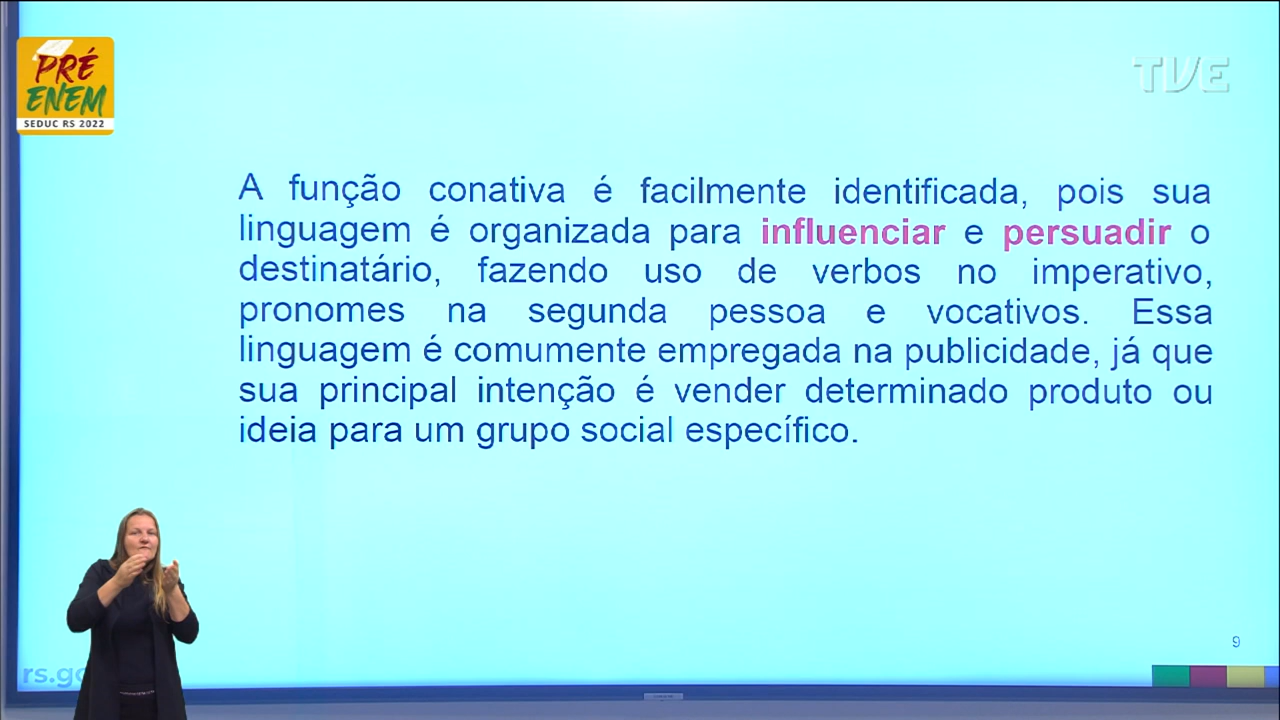 PRÉ
ENEM
SEDUC RS 2022
TVE
A função conativa é facilmente identificada, pois sua
linguagem é organizada para influenciar e persuadir o
destinatário, fazendo uso de verbos no imperativo,
pronomes na segunda pessoa e vocativos. Essa
linguagem é comumente empregada na publicidade, já que
sua principal intenção é vender determinado produto ou
ideia para um grupo social específico.
9
rs.go